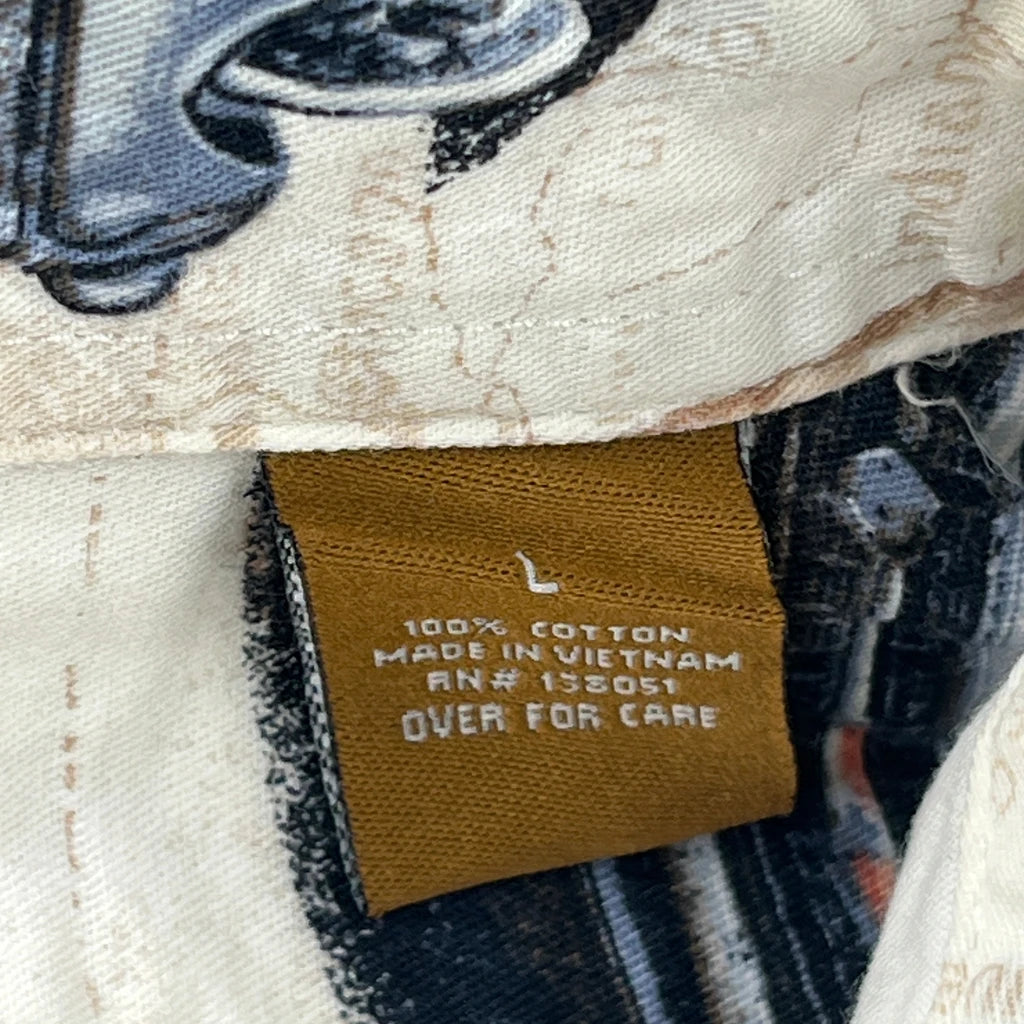 L
100% COTTON
MADE IN VIETNAM
RN# 138051
OVER FOR CARE